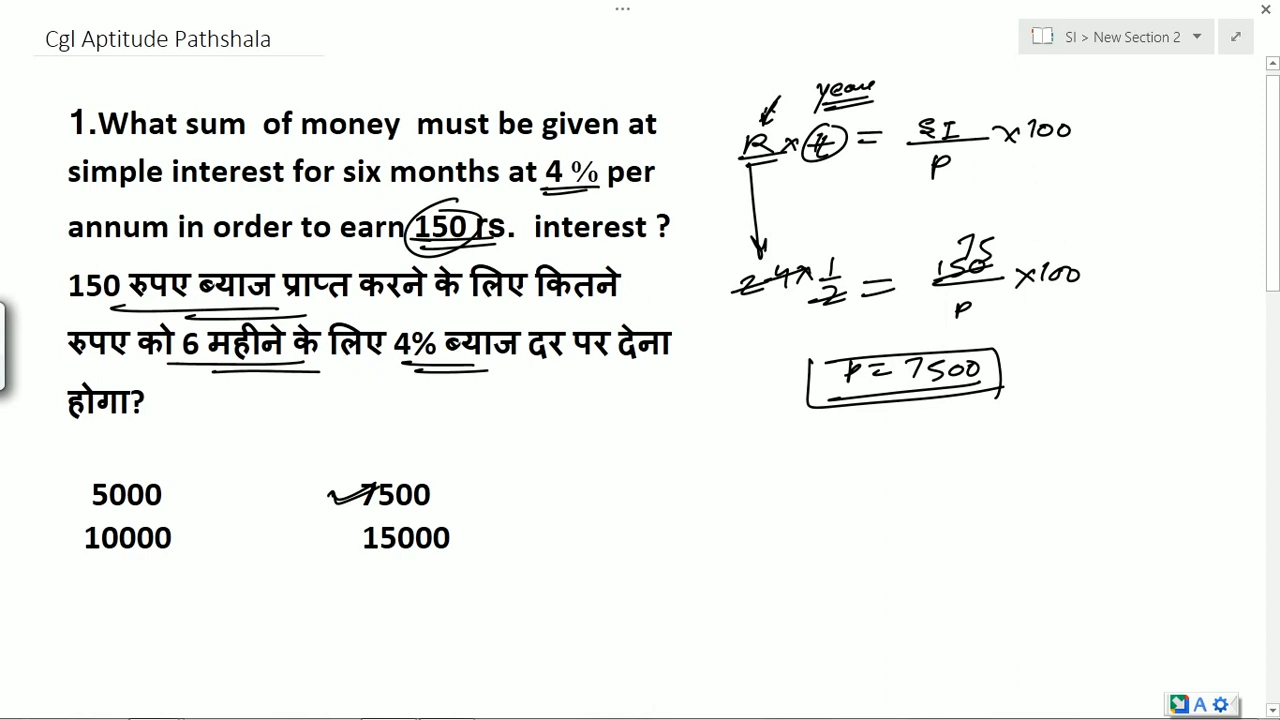 Cgl Aptitude Pathshala
SI > New Section 2
1.What sum of money must be given at
simple interest for six months at 4 % per
annum in order to earn 150 rs. interest ?
150 रुपए ब्याज प्राप्त करने के लिए कितने
रुपए को 6 महीने के लिए 4% ब्याज दर पर देना
होगा?
5000 7500
10000 15000
years
R × t = SI/P × 100
2 4 × 1/2 = 150/P × 100
75
P = 7500
A